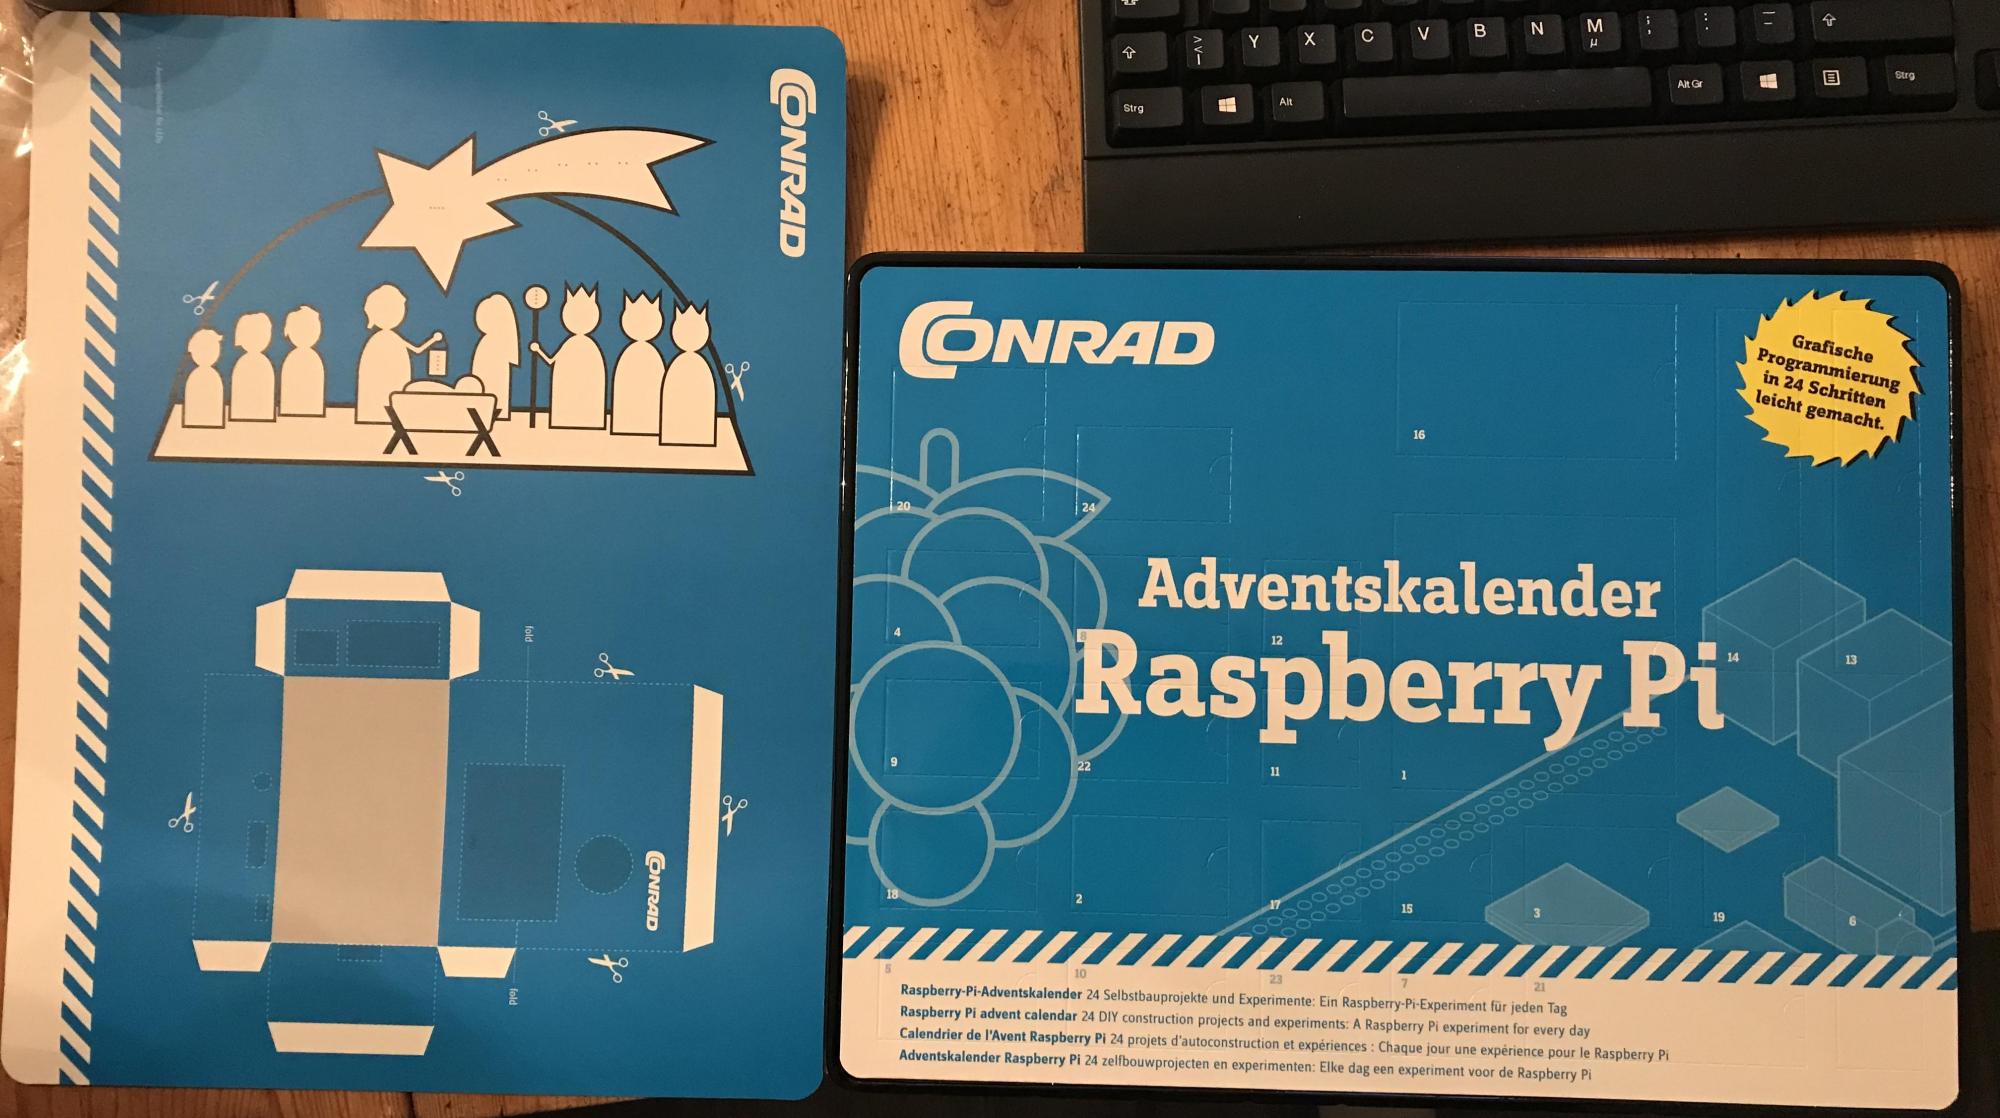 CONRAD
fold
CONRAD
fold
> < |
Y X C V B N M
µ
; :
Strg Alt Alt Gr Strg
CONRAD
Grafische
Programmierung
in 24 Schritten
leicht gemacht.
16
20 24
Adventskalender
Raspberry Pi
4 8 12 14 13
9 22 11 1
18 2 17 15 3 19 6
5 10 23 7 21
Raspberry-Pi-Adventskalender 24 Selbstbauprojekte und Experimente: Ein Raspberry-Pi-Experiment für jeden Tag
Raspberry Pi advent calendar 24 DIY construction projects and experiments: A Raspberry Pi experiment for every day
Calendrier de l'Avent Raspberry Pi 24 projets d'autoconstruction et expériences : Chaque jour une expérience pour le Raspberry Pi
Adventskalender Raspberry Pi 24 zelfbouwprojecten en experimenten: Elke dag een experiment voor de Raspberry Pi